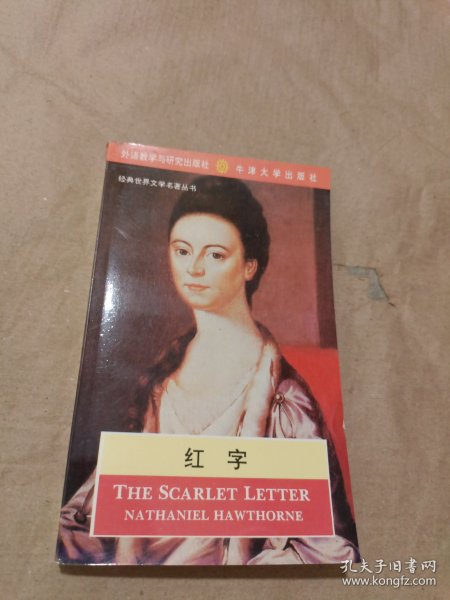 外语教学与研究出版社 牛津大学出版社
经典世界文学名著丛书
红字
THE SCARLET LETTER
NATHANIEL HAWTHORNE
孔夫子旧书网
www.kongfz.com